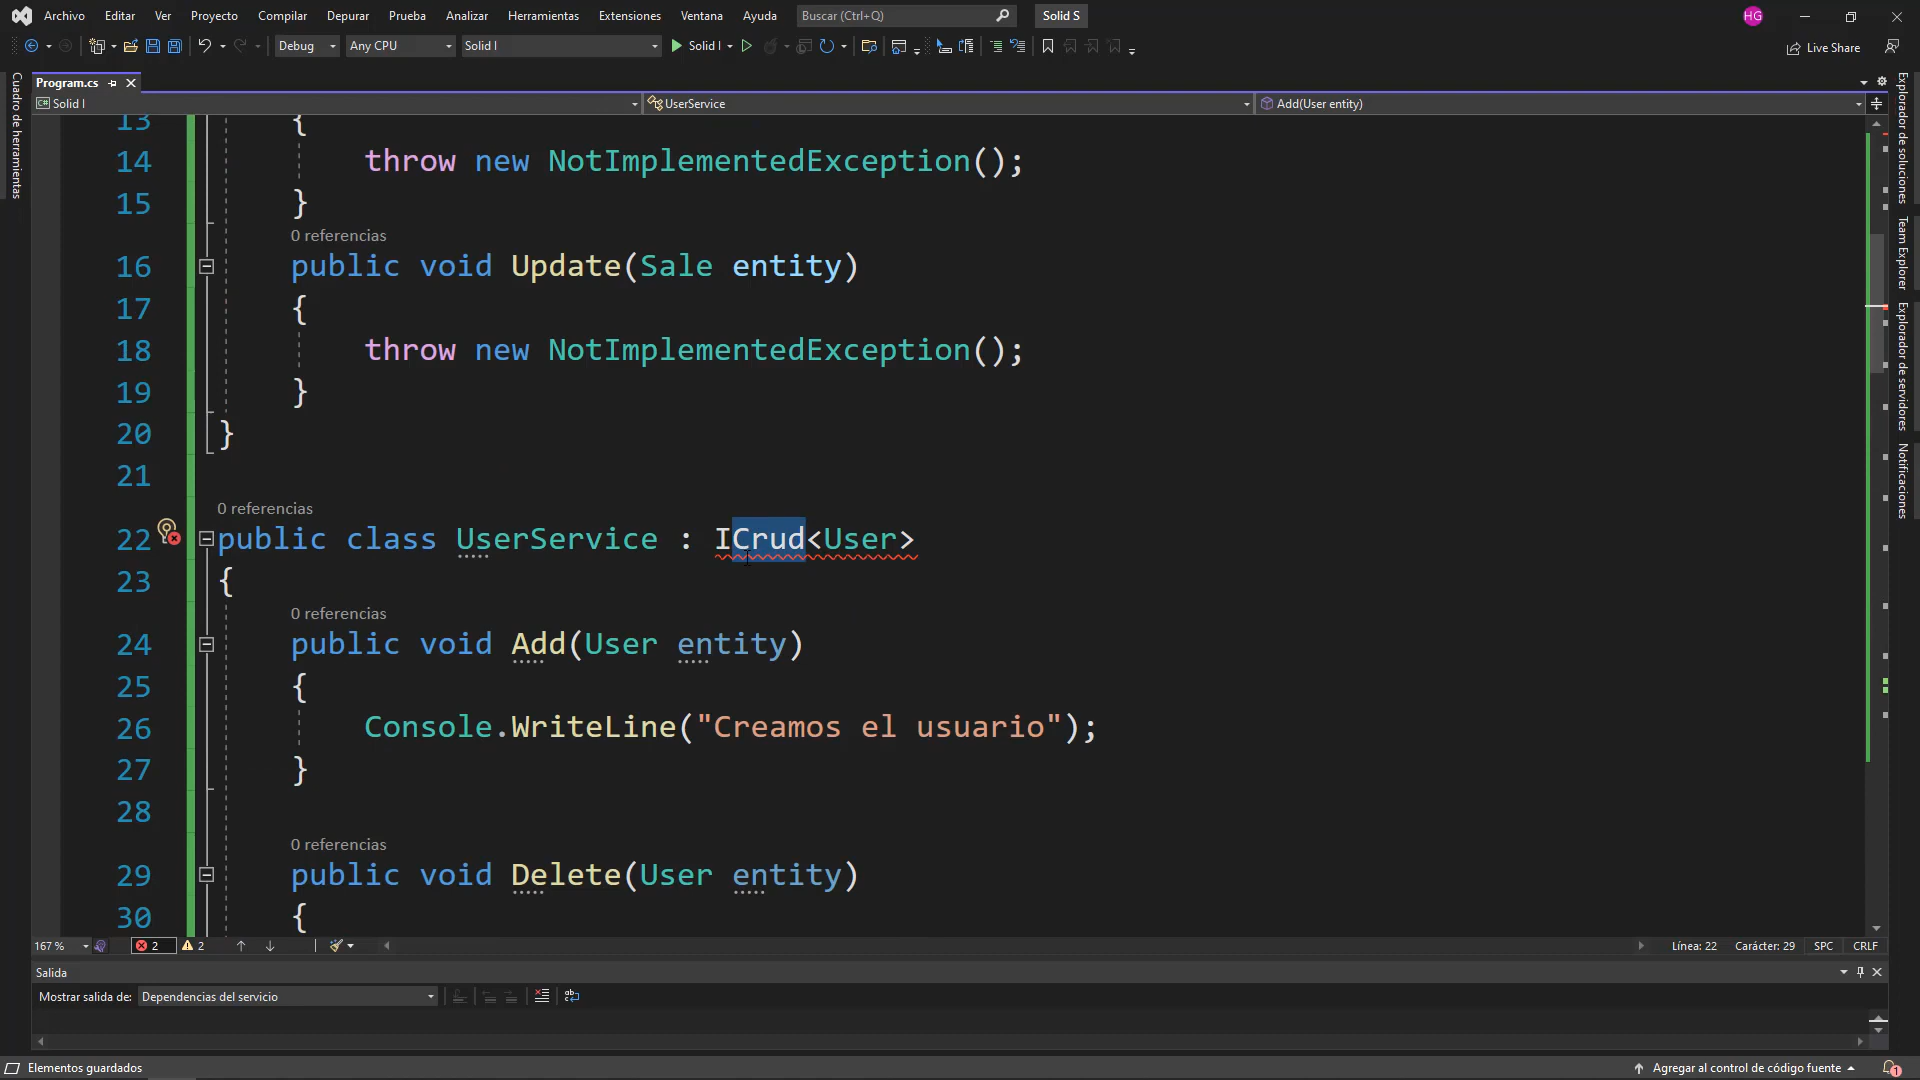 Archivo Editar Ver Proyecto Compilar Depurar Prueba Analizar Herramientas Extensiones Ventana Ayuda Buscar (Ctrl+Q) Solid S HG
Debug Any CPU Solid I Solid I Live Share
Program.cs
Solid I UserService Add(User entity)
Cuadro de herramientas
Explorador de soluciones
Team Explorer
Explorador de servidores
Notificaciones
13 {
14 throw new NotImplementedException();
15 }
0 referencias
16 public void Update(Sale entity)
17 {
18 throw new NotImplementedException();
19 }
20 }
21
0 referencias
22 public class UserService : ICrud<User>
23 {
0 referencias
24 public void Add(User entity)
25 {
26 Console.WriteLine("Creamos el usuario");
27 }
28
0 referencias
29 public void Delete(User entity)
30 {
167 % 2 2 Línea: 22 Carácter: 29 SPC CRLF
Salida
Mostrar salida de: Dependencias del servicio
Elementos guardados Agregar al control de código fuente 1